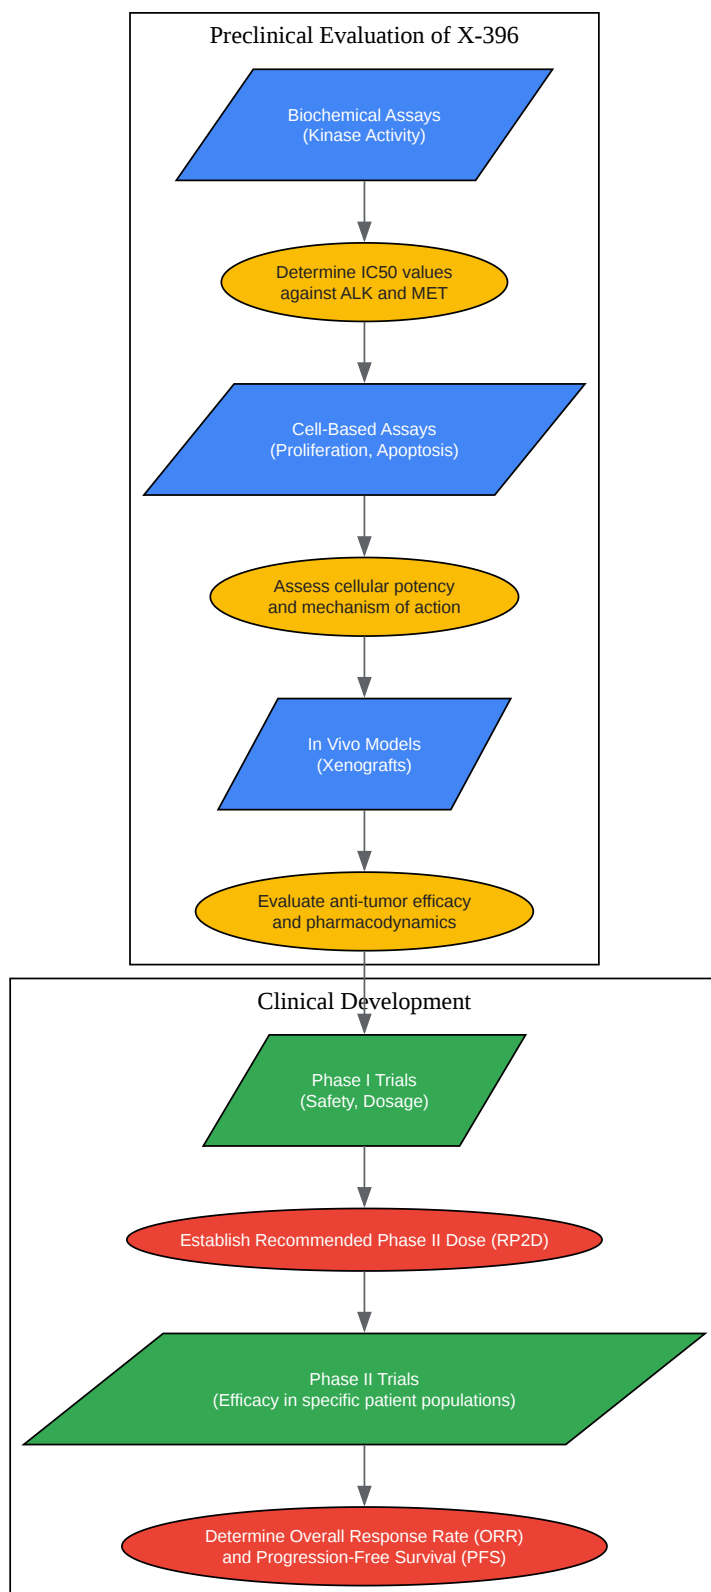 Preclinical Evaluation of X-396
Biochemical Assays
(Kinase Activity)
Determine IC50 values
against ALK and MET
Cell-Based Assays
(Proliferation, Apoptosis)
Assess cellular potency
and mechanism of action
In Vivo Models
(Xenografts)
Evaluate anti-tumor efficacy
and pharmacodynamics
Clinical Development
Phase I Trials
(Safety, Dosage)
Establish Recommended Phase II Dose (RP2D)
Phase II Trials
(Efficacy in specific patient populations)
Determine Overall Response Rate (ORR)
and Progression-Free Survival (PFS)